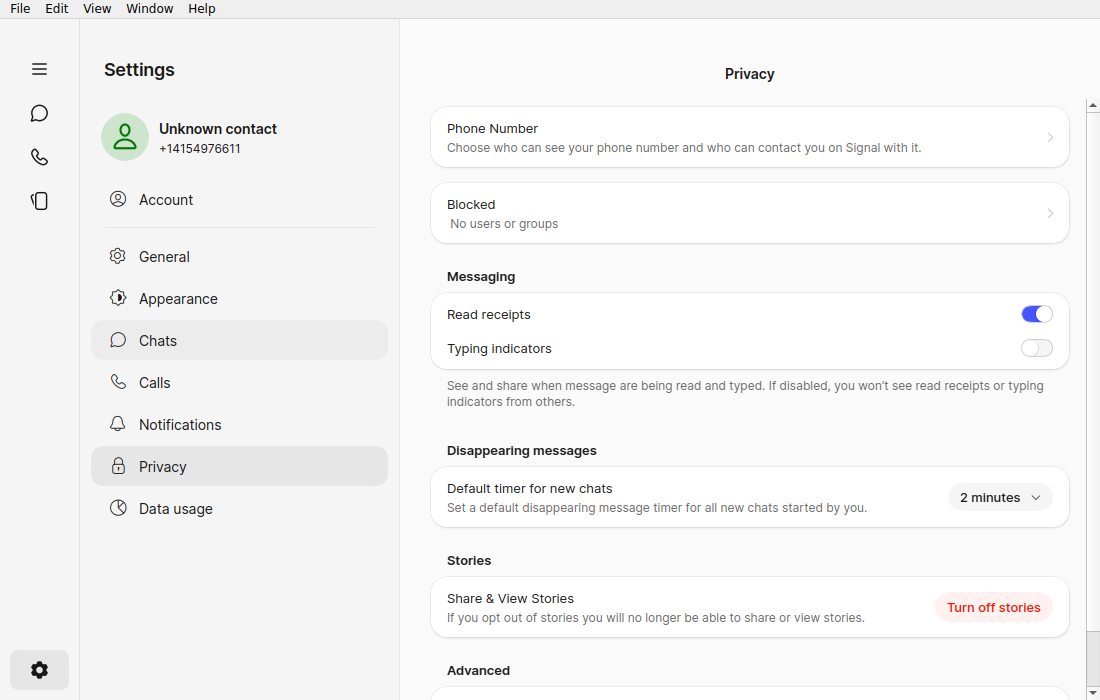 File Edit View Window Help
Settings
Unknown contact
+14154976611
Account
General
Appearance
Chats
Calls
Notifications
Privacy
Data usage
Privacy
Phone Number
Choose who can see your phone number and who can contact you on Signal with it.
Blocked
No users or groups
Messaging
Read receipts
Typing indicators
See and share when message are being read and typed. If disabled, you won’t see read receipts or typing
indicators from others.
Disappearing messages
Default timer for new chats
Set a default disappearing message timer for all new chats started by you.
2 minutes
Stories
Share & View Stories
If you opt out of stories you will no longer be able to share or view stories.
Turn off stories
Advanced